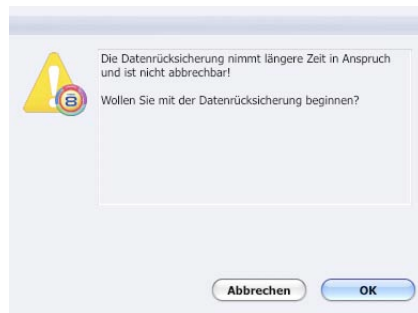 Die Datenrücksicherung nimmt längere Zeit in Anspruch
und ist nicht abbrechbar!
Wollen Sie mit der Datenrücksicherung beginnen?
Abbrechen
OK